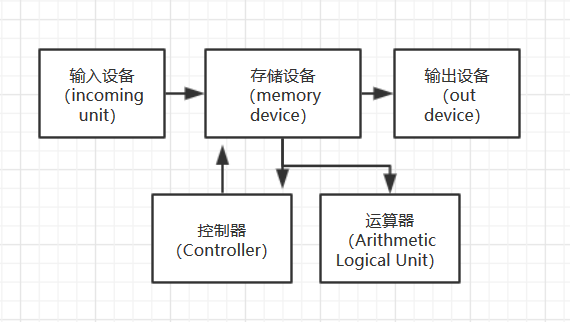 输入设备
（incoming
unit）
存储设备
（memory
device）
输出设备
（out
device）
控制器
（Controller）
运算器
（Arithmetic
Logical Unit）